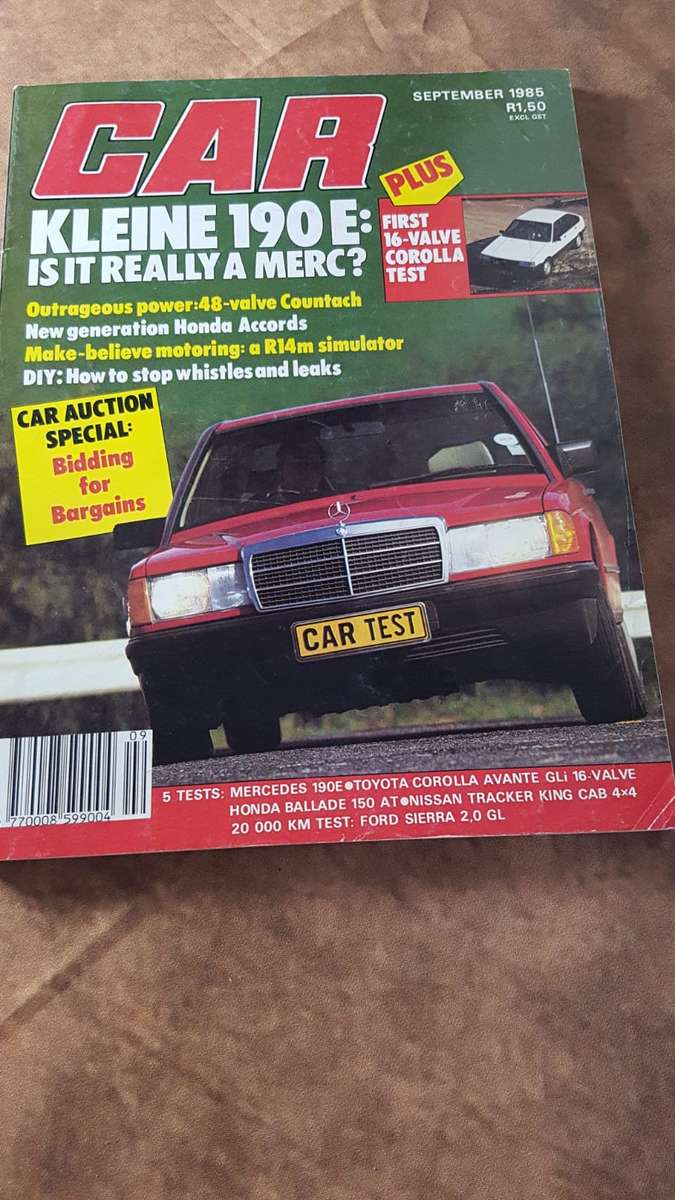 CAR
SEPTEMBER 1985
R1,50
EXCL GST
PLUS
KLEINE 190 E:
IS IT REALLY A MERC?
FIRST
16-VALVE
COROLLA
TEST
Outrageous power:48-valve Countach
New generation Honda Accords
Make-believe motoring: a R14m simulator
DIY: How to stop whistles and leaks
CAR AUCTION
SPECIAL:
Bidding
for
Bargains
CAR TEST
09
770008 599004
5 TESTS: MERCEDES 190E●TOYOTA COROLLA AVANTE GLi 16-VALVE
HONDA BALLADE 150 AT●NISSAN TRACKER KING CAB 4×4
20 000 KM TEST: FORD SIERRA 2,0 GL